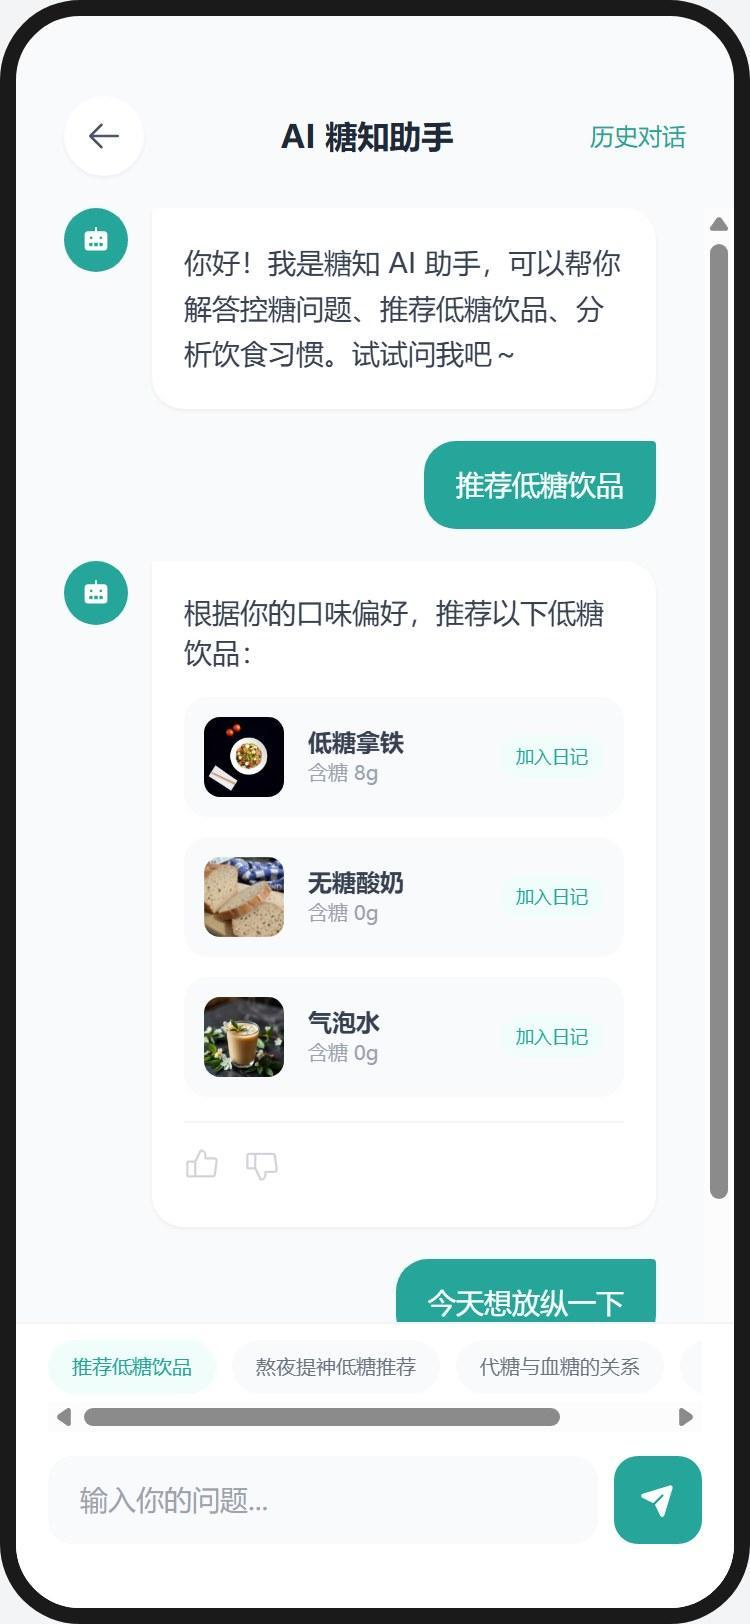 AI 糖知助手
历史对话
你好！我是糖知 AI 助手，可以帮你
解答控糖问题、推荐低糖饮品、分
析饮食习惯。试试问我吧～
推荐低糖饮品
根据你的口味偏好，推荐以下低糖
饮品：
低糖拿铁
含糖 8g
加入日记
无糖酸奶
含糖 0g
加入日记
气泡水
含糖 0g
加入日记
今天想放纵一下
推荐低糖饮品
熬夜提神低糖推荐
代糖与血糖的关系
输入你的问题...